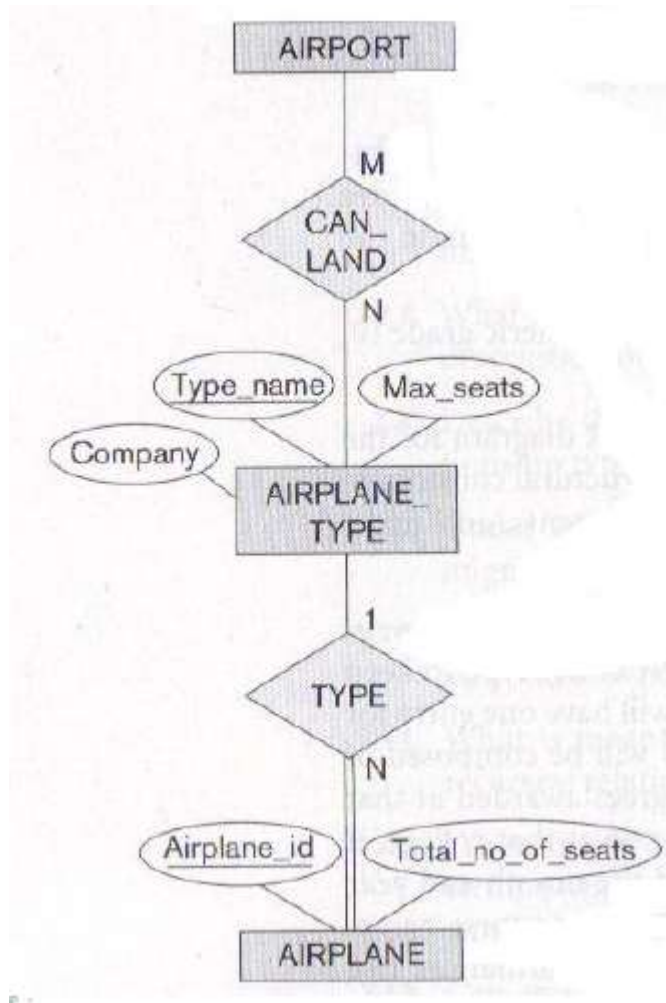 AIRPORT
M
CAN_
LAND
N
Type_name
Max_seats
Company
AIRPLANE_
TYPE
1
TYPE
N
Airplane_id
Total_no_of_seats
AIRPLANE